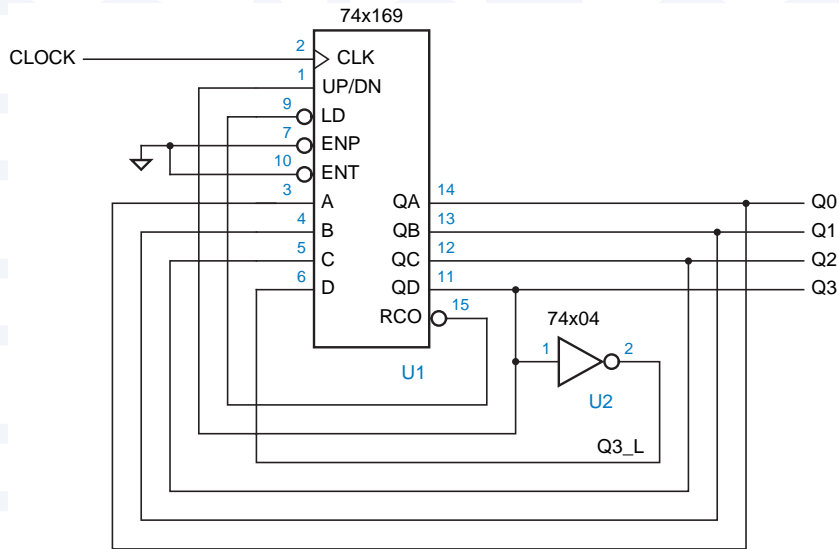 74x169
CLOCK
2
CLK
1
UP/DN
9
LD
7
ENP
10
ENT
3
A
QA
14
Q0
4
B
QB
13
Q1
5
C
QC
12
Q2
6
D
QD
11
Q3
RCO
15
74x04
1
2
U1
U2
Q3_L